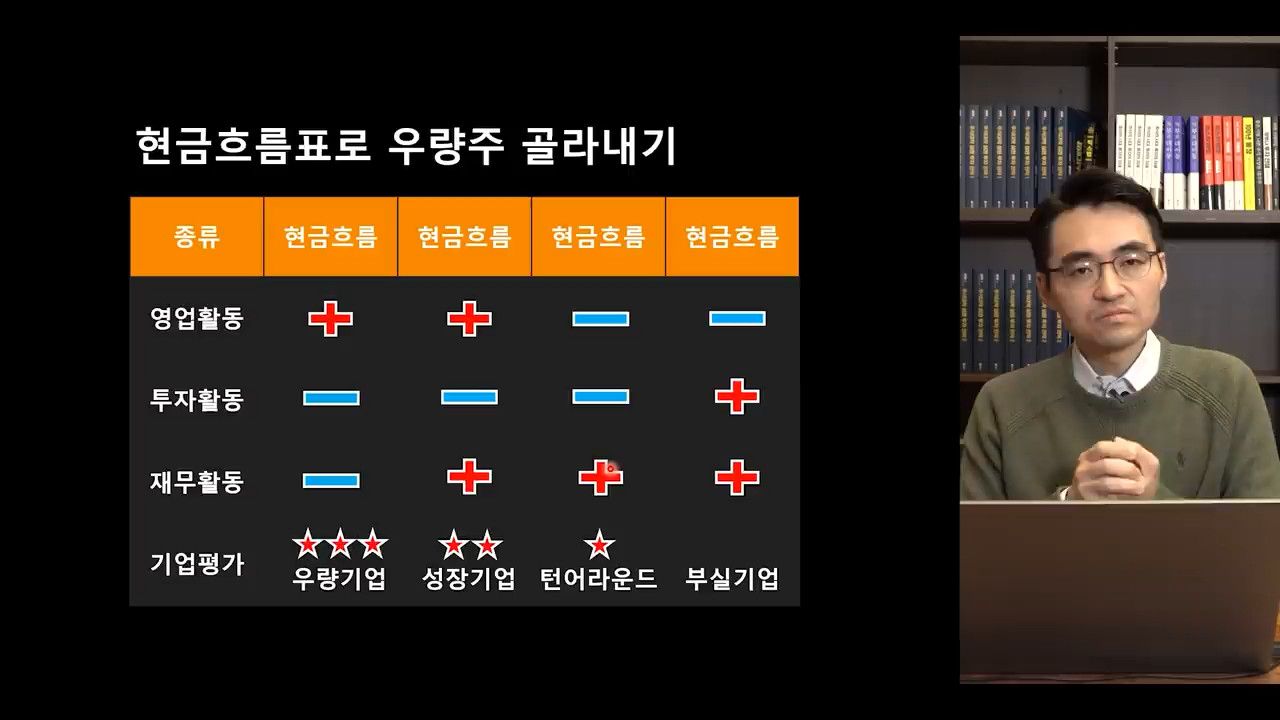 현금흐름표로 우량주 골라내기
종류 현금흐름 현금흐름 현금흐름 현금흐름
영업활동
투자활동
재무활동
기업평가
우량기업 성장기업 턴어라운드 부실기업